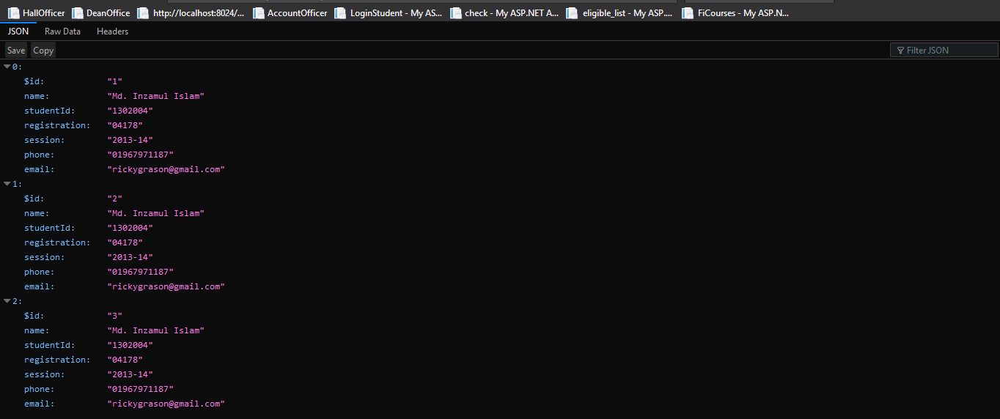 HallOfficer DeanOffice http://localhost:8024/... AccountOfficer LoginStudent - My AS... check - My ASP.NET A... eligible_list - My ASP.... FiCourses - My ASP.N...
JSON Raw Data Headers
Save Copy Filter JSON
0:
$id: "1"
name: "Md. Inzamul Islam"
studentId: "1302004"
registration: "04178"
session: "2013-14"
phone: "01967971187"
email: "rickygrason@gmail.com"
1:
$id: "2"
name: "Md. Inzamul Islam"
studentId: "1302004"
registration: "04178"
session: "2013-14"
phone: "01967971187"
email: "rickygrason@gmail.com"
2:
$id: "3"
name: "Md. Inzamul Islam"
studentId: "1302004"
registration: "04178"
session: "2013-14"
phone: "01967971187"
email: "rickygrason@gmail.com"